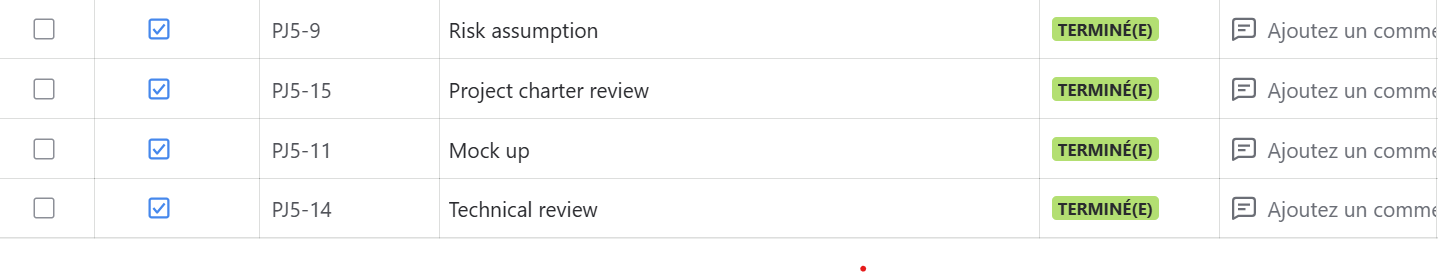 PJ5-9 Risk assumption TERMINÉ(E) Ajoutez un comme
PJ5-15 Project charter review TERMINÉ(E) Ajoutez un comme
PJ5-11 Mock up TERMINÉ(E) Ajoutez un comme
PJ5-14 Technical review TERMINÉ(E) Ajoutez un comme